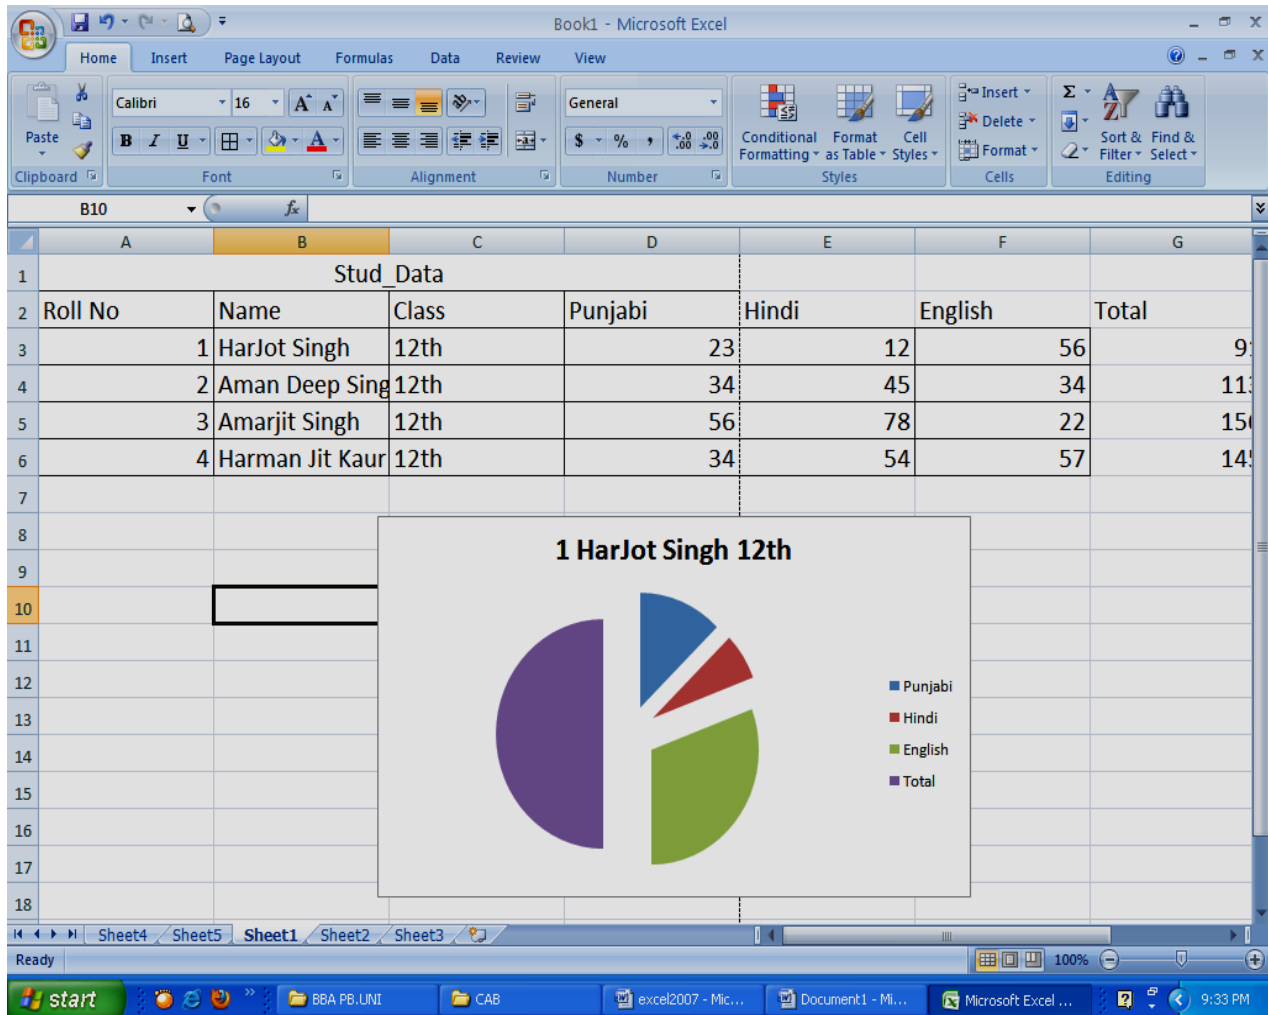 Book1 - Microsoft Excel
Home Insert Page Layout Formulas Data Review View
Calibri 16 A A General Insert Σ
Paste B I U A $ % , .0 .00 .00 .0 Conditional Formatting Format as Table Cell Styles Delete Sort & Filter Find & Select
Format
Clipboard Font Alignment Number Styles Cells Editing
B10 fx
A B C D E F G
1 Stud_Data
2 Roll No Name Class Punjabi Hindi English Total
3 1 HarJot Singh 12th 23 12 56
4 2 Aman Deep Sing 12th 34 45 34
5 3 Amarjit Singh 12th 56 78 22
6 4 Harman Jit Kaur 12th 34 54 57
7
8
1 HarJot Singh 12th
9
10
11
12
Punjabi
13
Hindi
14
English
15
Total
16
17
18
Sheet4 Sheet5 Sheet1 Sheet2 Sheet3
Ready 100%
start BBA PB.UNI CAB excel2007 - Mic... Document1 - Mi... Microsoft Excel ... 9:33 PM